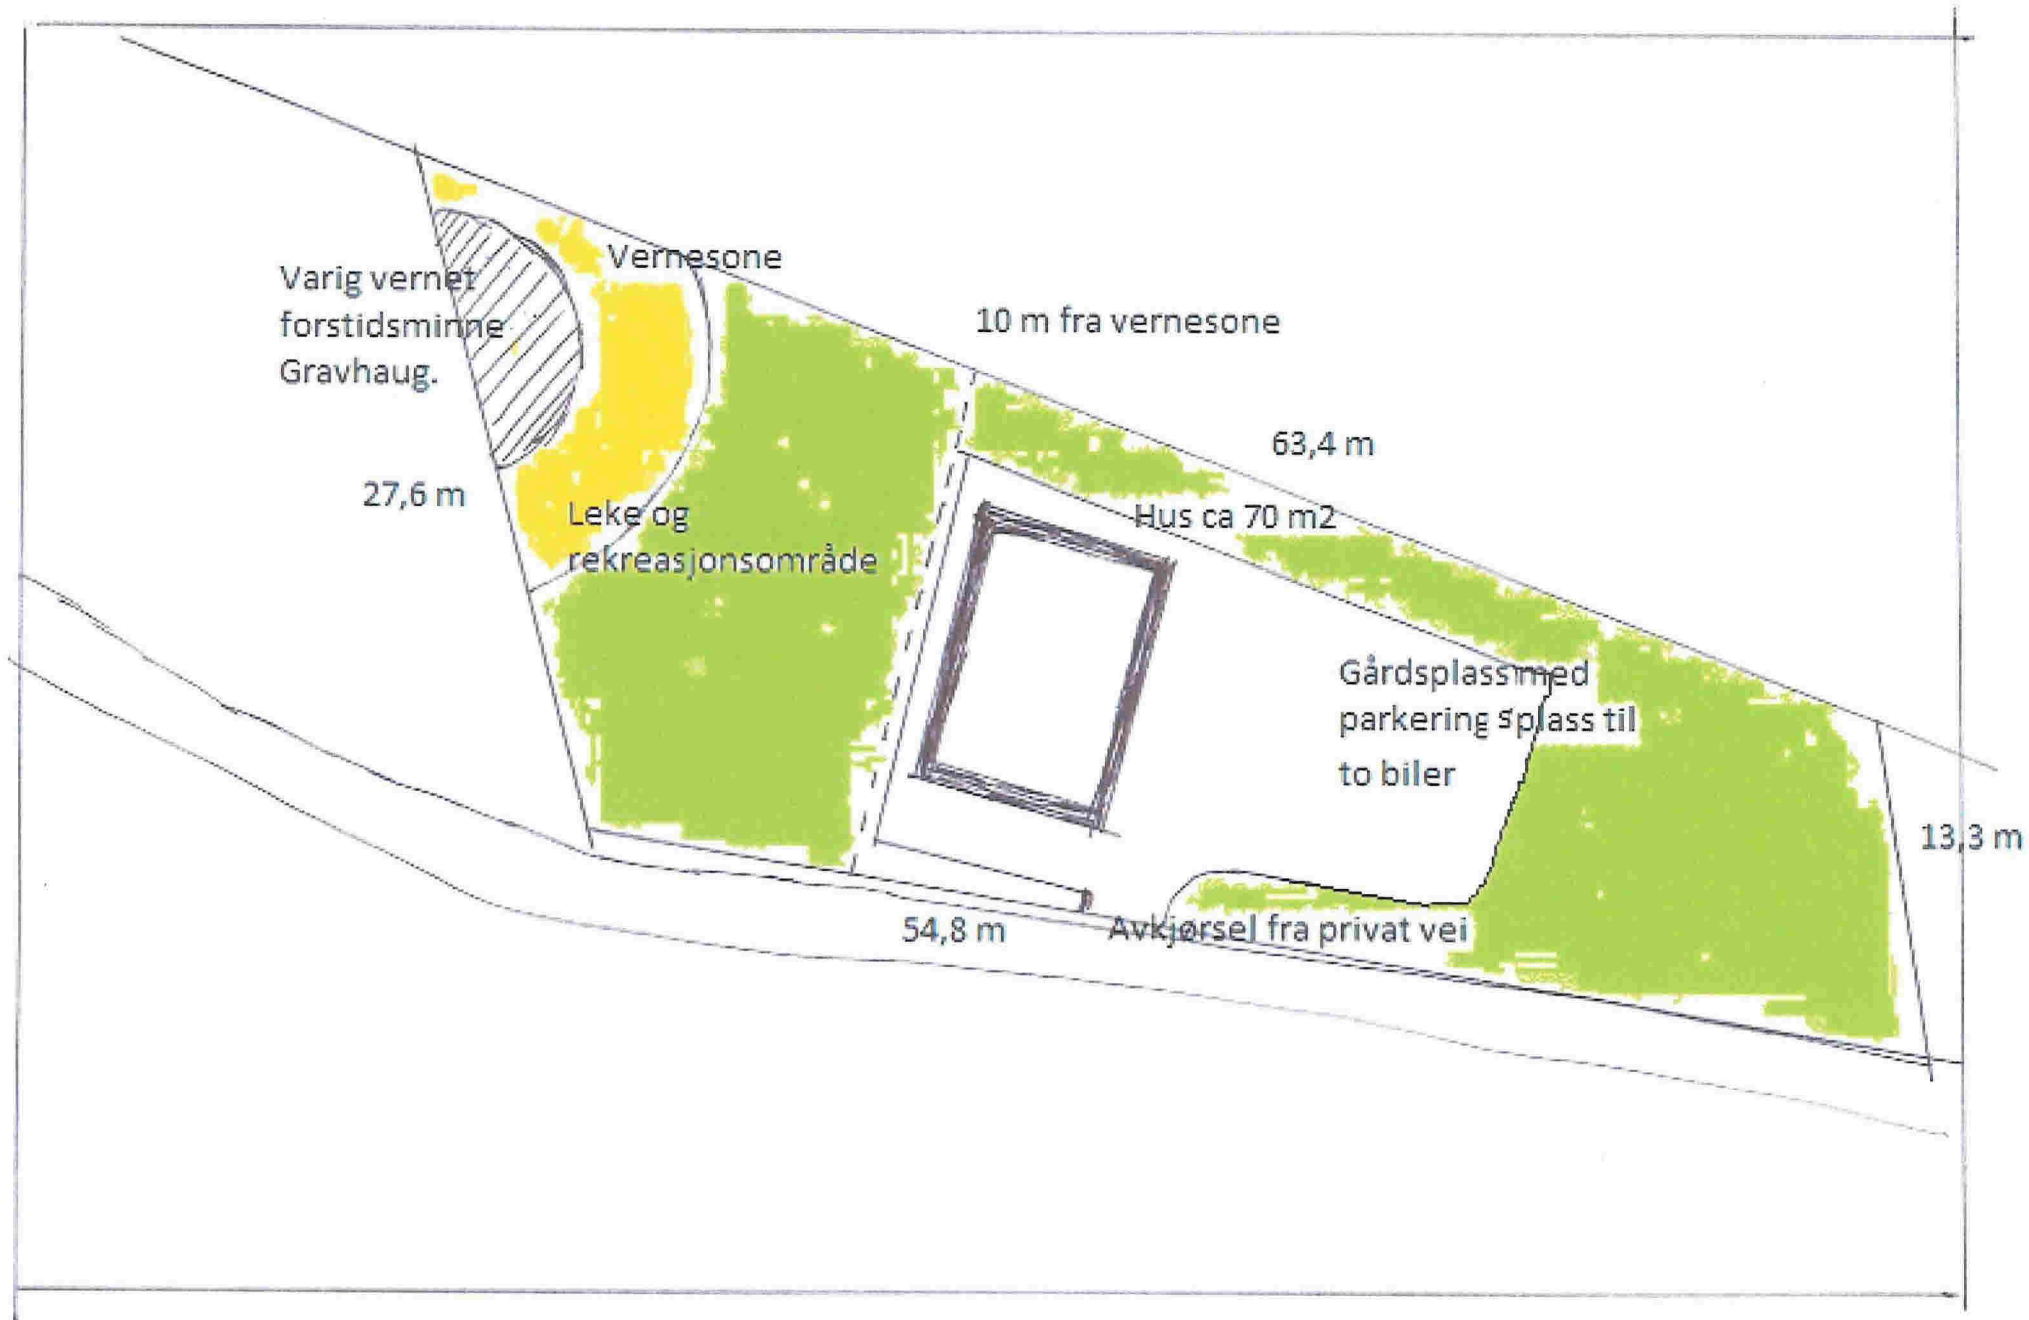 Vernesone
Varig vernet
forstidsminne
Gravhaug.
10 m fra vernesone
63,4 m
27,6 m
Leke og
rekreasjonsområde
Hus ca 70 m2
Gårdsplass med
parkering splass til
to biler
13,3 m
54,8 m
Avkjørsel fra privat vei